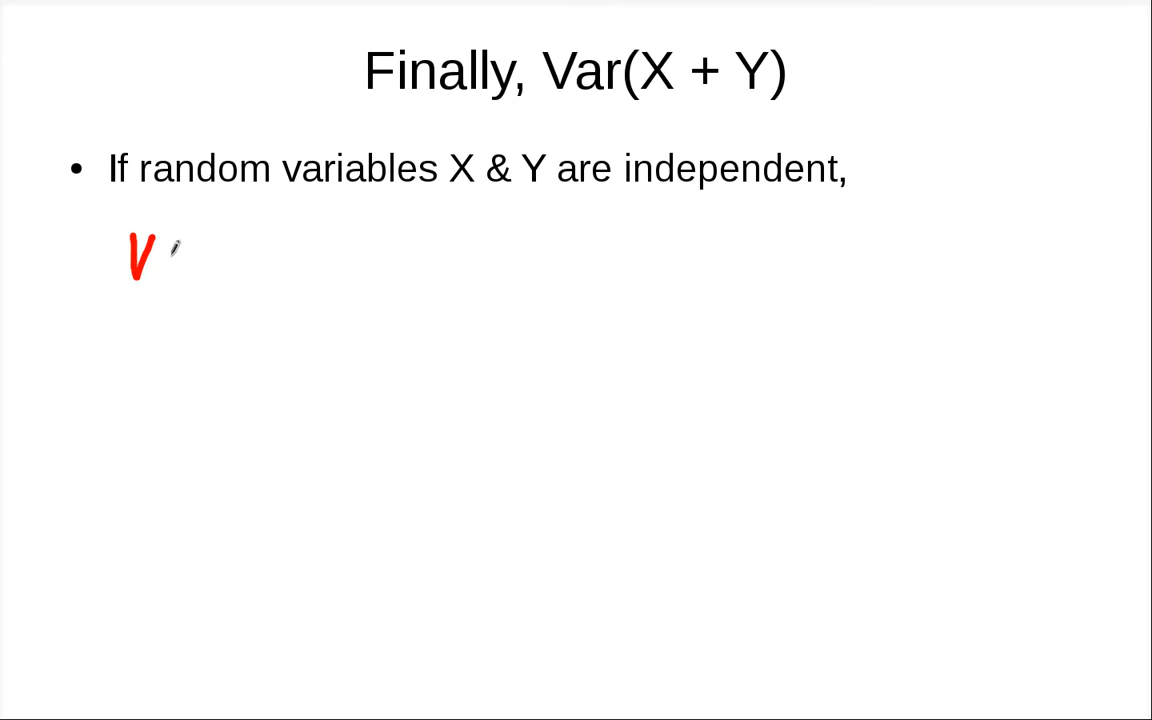 Finally, Var(X + Y)
• If random variables X & Y are independent,
V